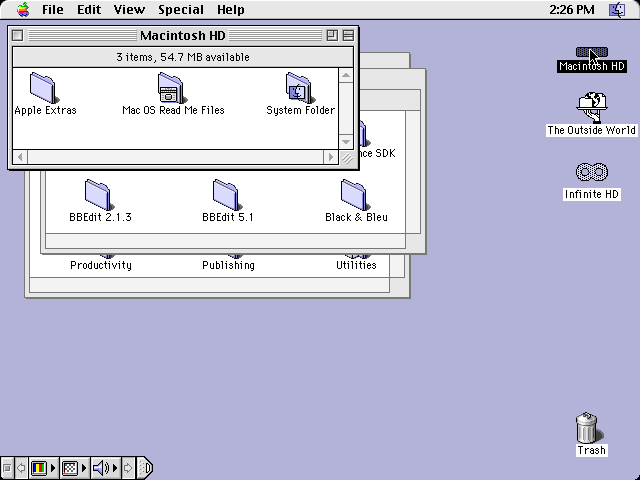 File Edit View Special Help 2:26 PM
Macintosh HD
3 items, 54.7 MB available
Apple Extras
Mac OS Read Me Files
System Folder
nce SDK
BBEdit 2.1.3
BBEdit 5.1
Black & Bleu
Productivity
Publishing
Utilities
Macintosh HD
The Outside World
Infinite HD
Trash